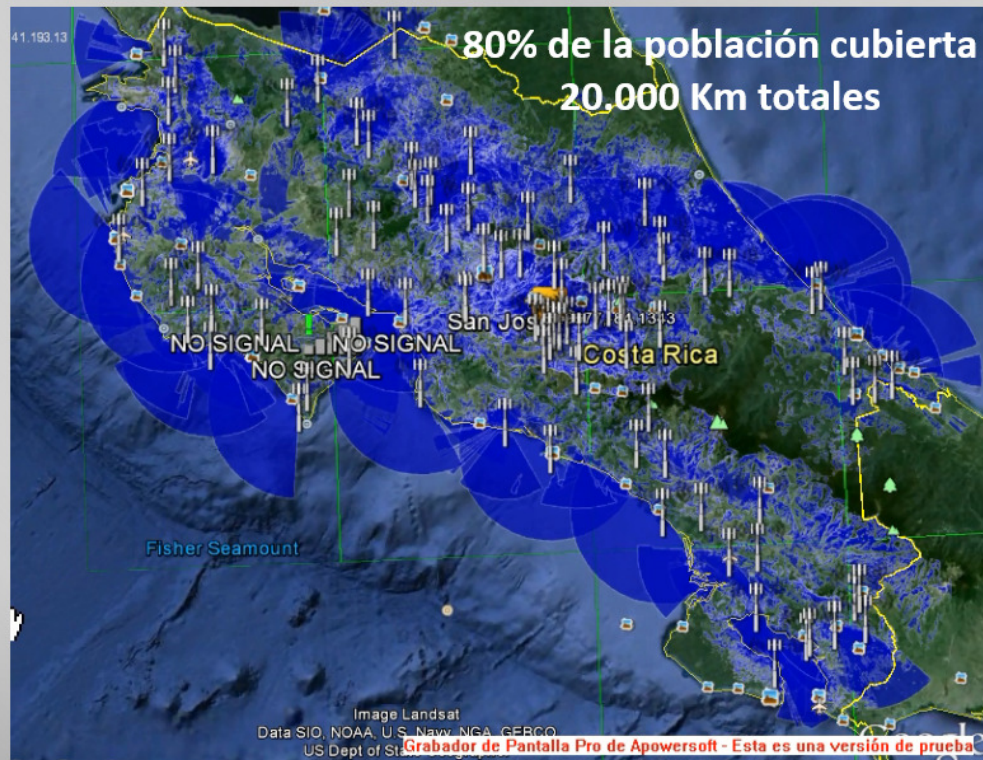 41.193.13
80% de la población cubierta
20.000 Km totales
San Jos
NO SIGNAL NO SIGNAL
Costa Rica
NO SIGNAL
Fisher Seamount
Image Landsat
Data SIO, NOAA, U.S. Navy, NGA, GEBCO
US Dept of
Grabador de Pantalla Pro de Apowersoft - Esta es una versión de prueba